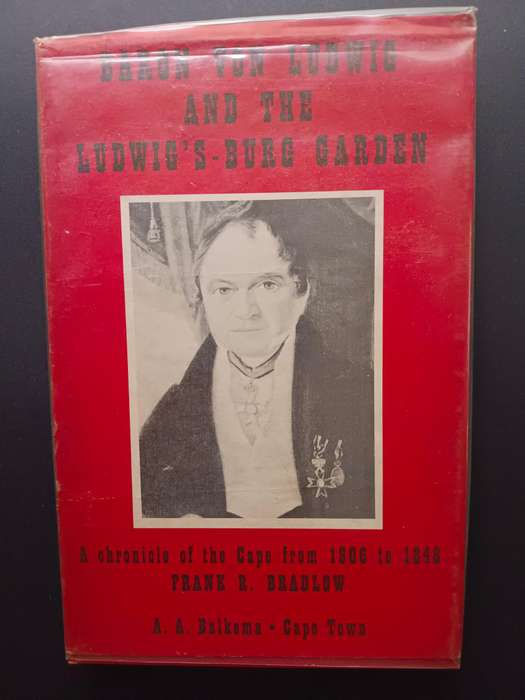 BARON VON LUDWIG
AND THE
LUDWIG'S-BURG GARDEN
A chronicle of the Cape from 1806 to 1848
FRANK R. BRADLOW
A. A. Balkema • Cape Town